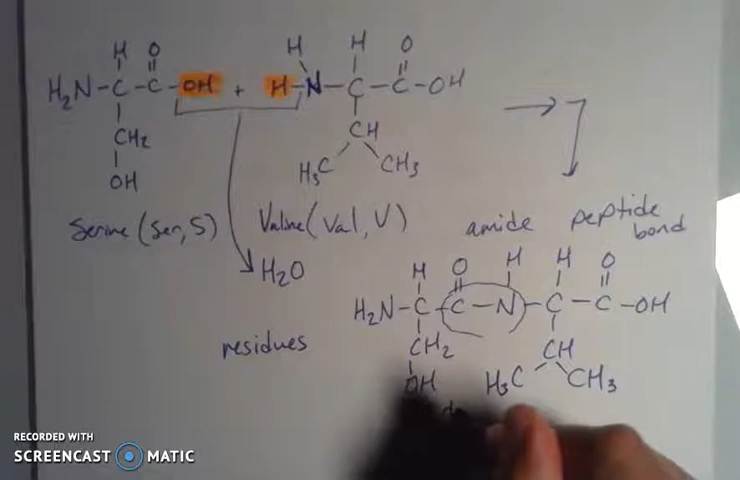 H O H H O
H₂N-C-C-OH + H-N-C-C-OH
CH₂ CH
OH H₃C CH₃
Serine (Ser, S) Valine (Val, V) amide peptide bond
H₂O H O H H O
H₂N-C-C-N-C-C-OH
residues CH₂ CH
OH H₃C CH₃
RECORDED WITH
SCREENCAST MATIC